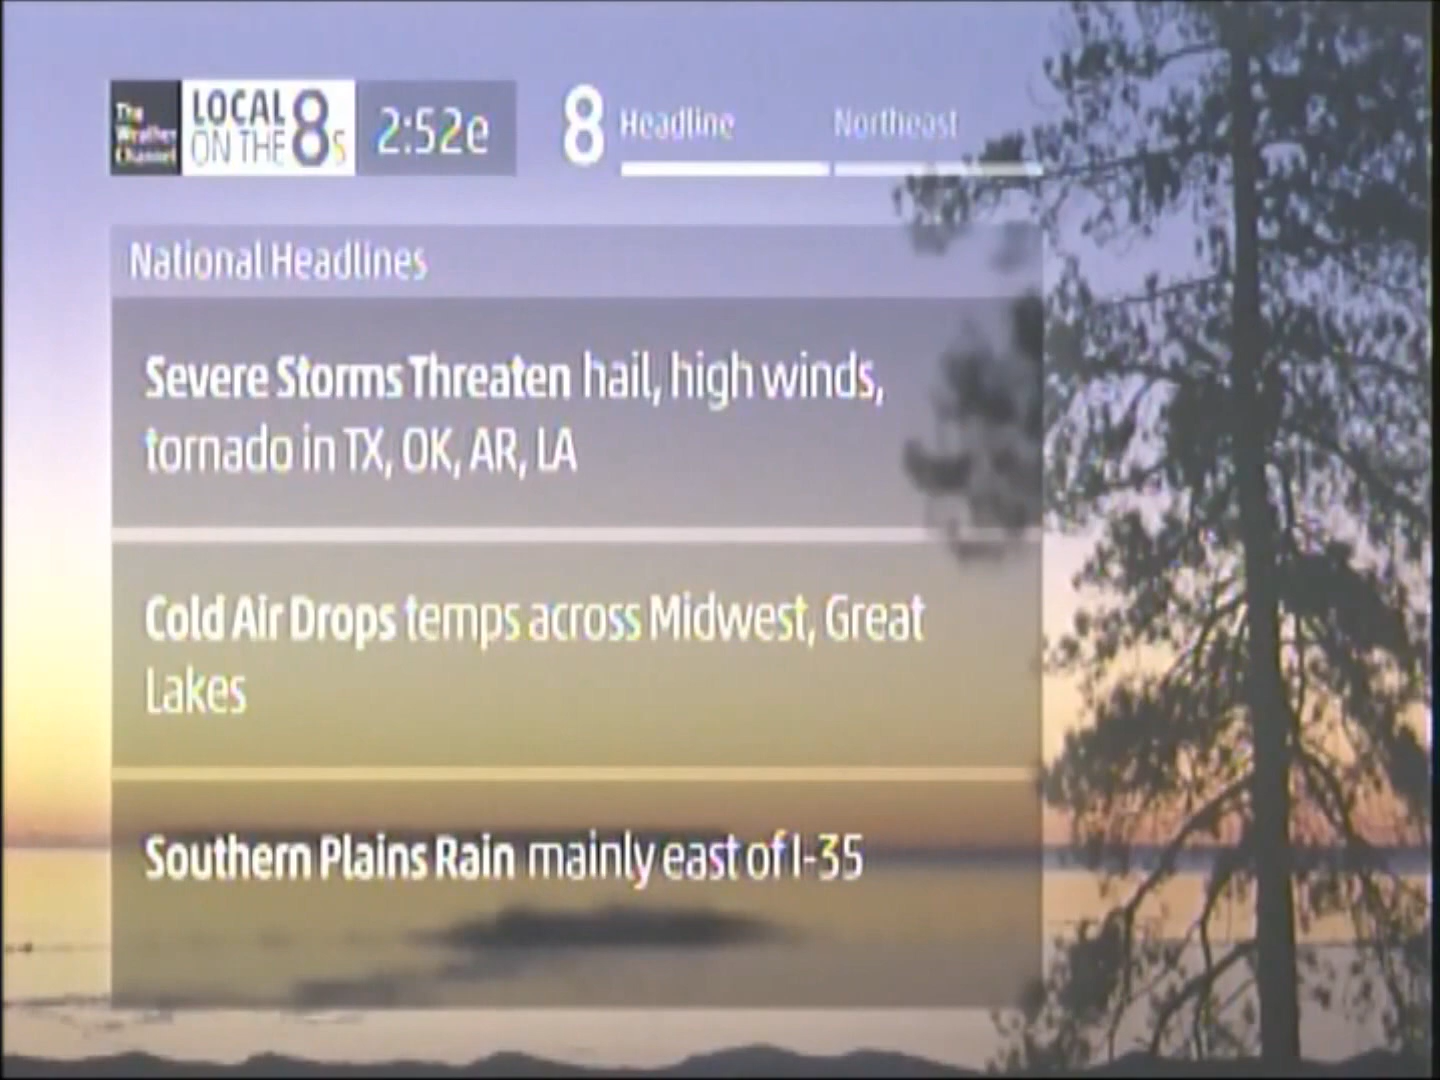 The
Weather
Channel
LOCAL
ON THE 8s
2:52e
8 Headline Northeast
National Headlines
Severe Storms Threaten hail, high winds,
tornado in TX, OK, AR, LA
Cold Air Drops temps across Midwest, Great
Lakes
Southern Plains Rain mainly east of I-35